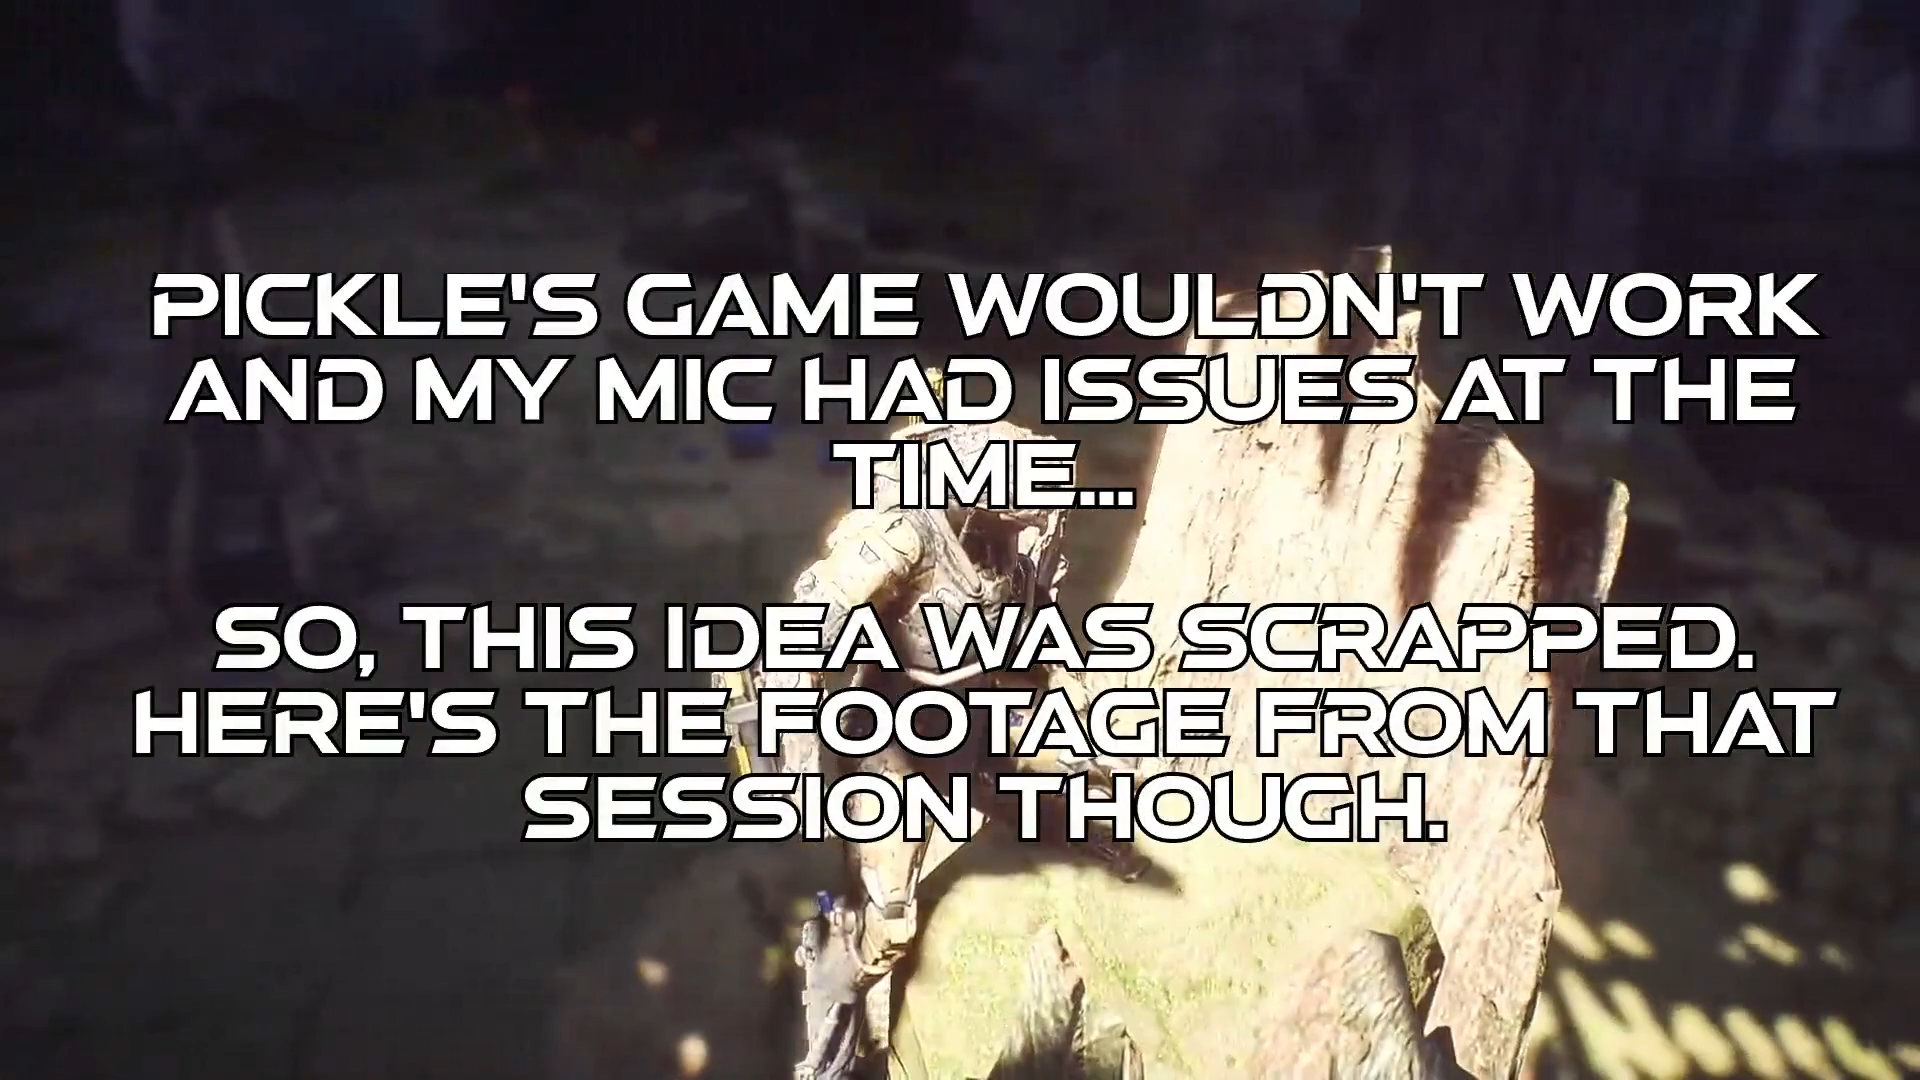 PICKLE'S GAME WOULDN'T WORK
AND MY MIC HAD ISSUES AT THE
TIME...
SO, THIS IDEA WAS SCRAPPED.
HERE'S THE FOOTAGE FROM THAT
SESSION THOUGH.